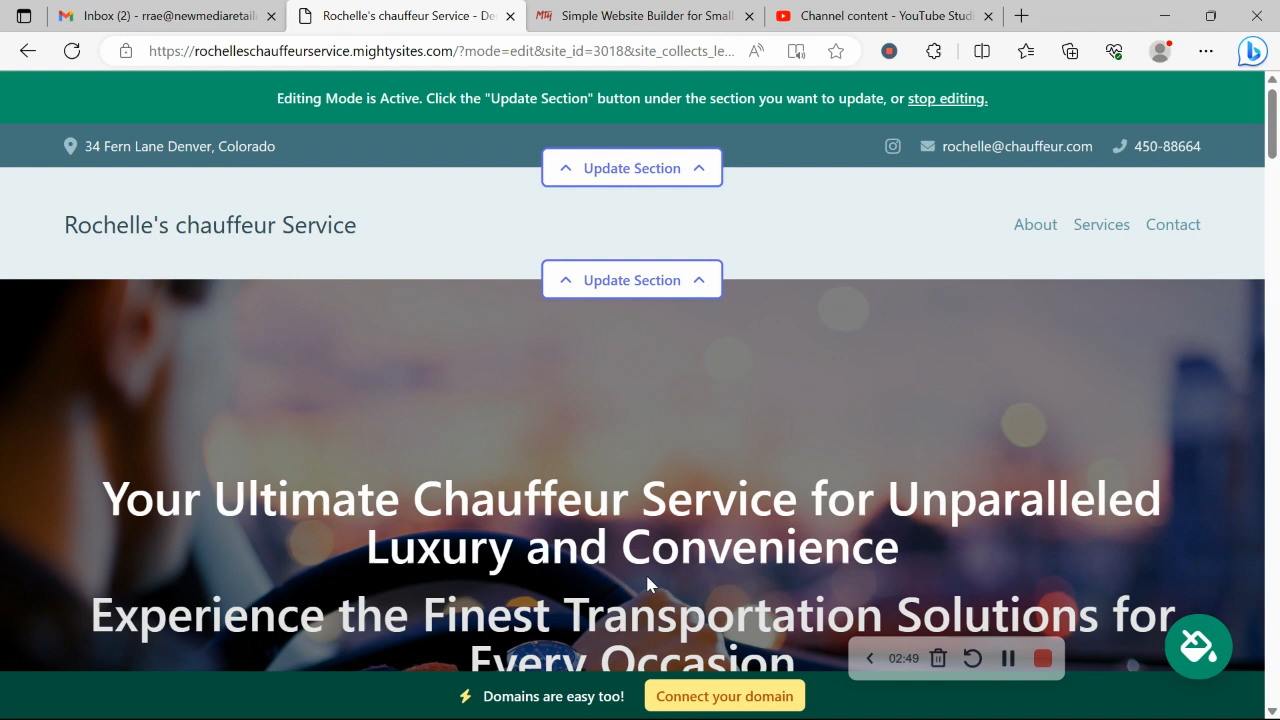 Inbox (2) - rrae@newmediaretail
Rochelle's chauffeur Service - De
Simple Website Builder for Small
Channel content - YouTube Studi
https://rochelleschauffeurservice.mightysites.com/?mode=edit&site_id=3018&site_collects_le...
Editing Mode is Active. Click the "Update Section" button under the section you want to update, or stop editing.
34 Fern Lane Denver, Colorado
rochelle@chauffeur.com
450-88664
Update Section
Rochelle's chauffeur Service
About Services Contact
Update Section
Your Ultimate Chauffeur Service for Unparalleled
Luxury and Convenience
Experience the Finest Transportation Solutions for
Every Occasion
02:49
Domains are easy too!
Connect your domain